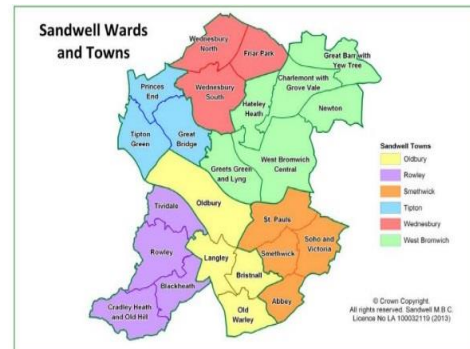 Sandwell Wards
and Towns
Wednesbury
North
Friar Park
Great Barr with
Yew Tree
Princes
End
Wednesbury
South
Charlemont with
Grove Vale
Hateley
Heath
Newton
Tipton
Green
Great
Bridge
Greets Green
and Lyng
West Bromwich
Central
Oldbury
Tividale
St. Pauls
Soho and
Victoria
Rowley
Langley
Smethwick
Bristnall
Blackheath
Cradley Heath
and Old Hill
Old
Warley
Abbey
Sandwell Towns
Oldbury
Rowley
Smethwick
Tipton
Wednesbury
West Bromwich
© Crown Copyright.
All rights reserved. Sandwell M.B.C.
Licence No LA 100032119 (2013)